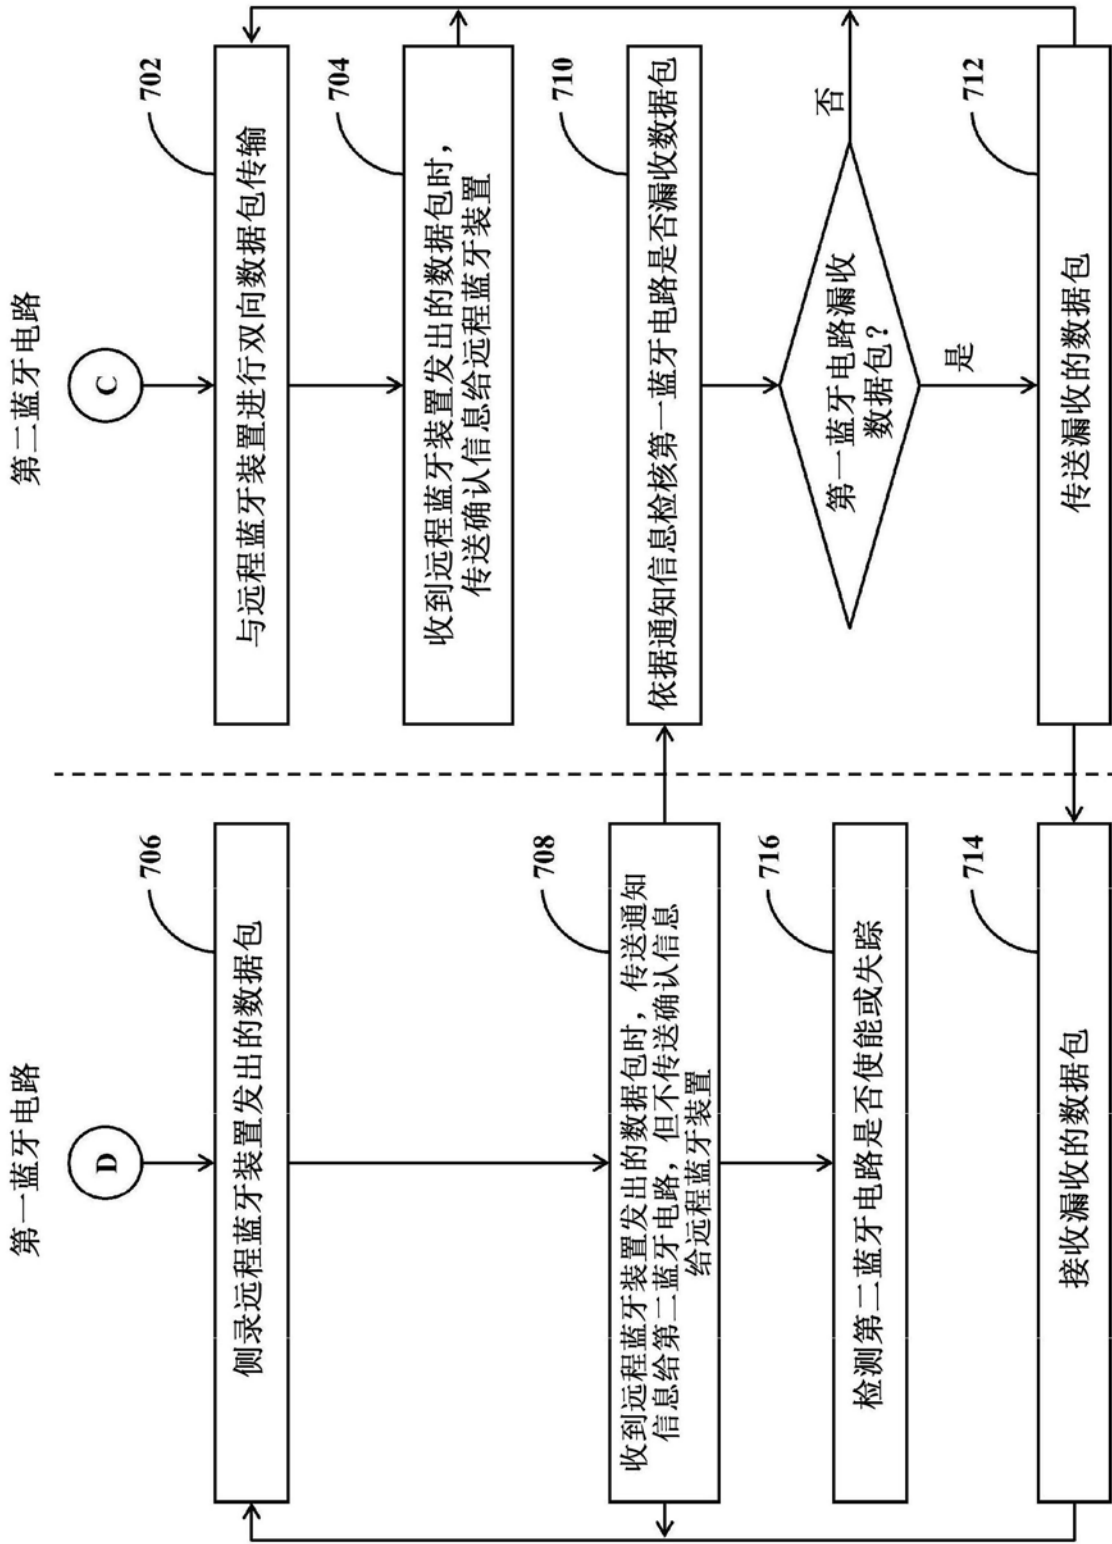 第一蓝牙电路
第二蓝牙电路
D
C
706
侧录远程蓝牙装置发出的数据包
702
与远程蓝牙装置进行双向数据包传输
704
收到远程蓝牙装置发出的数据包时，
传送确认信息给远程蓝牙装置
708
收到远程蓝牙装置发出的数据包时，传送通知
信息给第二蓝牙电路，但不传送确认信息
给远程蓝牙装置
710
依据通知信息检核第一蓝牙电路是否漏收数据包
716
检测第二蓝牙电路是否使能或失踪
第一蓝牙电路漏收
数据包？
否
是
714
接收漏收的数据包
712
传送漏收的数据包